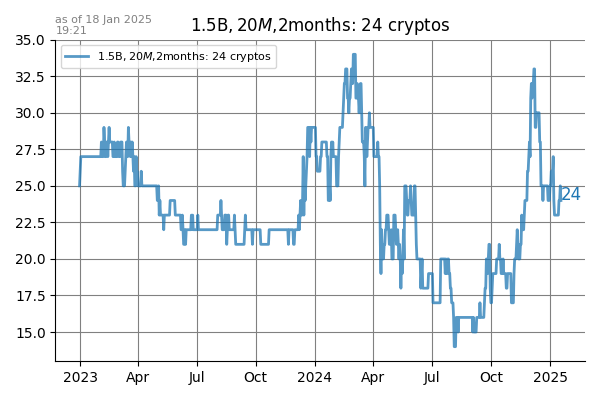 as of 18 Jan 2025
19:21
1.5B, 20M,2months: 24 cryptos
1.5B, 20M,2months: 24 cryptos
35.0
32.5
30.0
27.5
25.0
22.5
20.0
17.5
15.0
24
2023 Apr Jul Oct 2024 Apr Jul Oct 2025